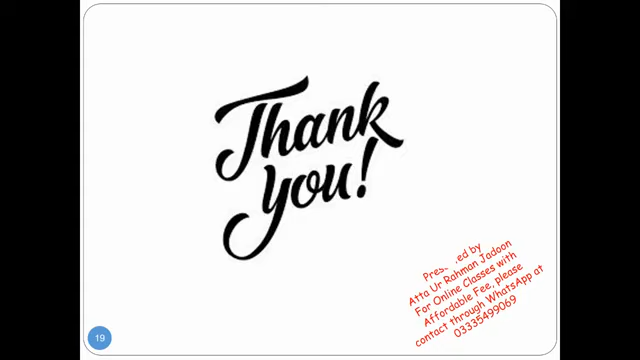 Thank
you!
Presented by
Atta Ur Rahman Jadoon
For Online Classes with
Affordable Fee, please
contact through WhatsApp at
03335499069
19